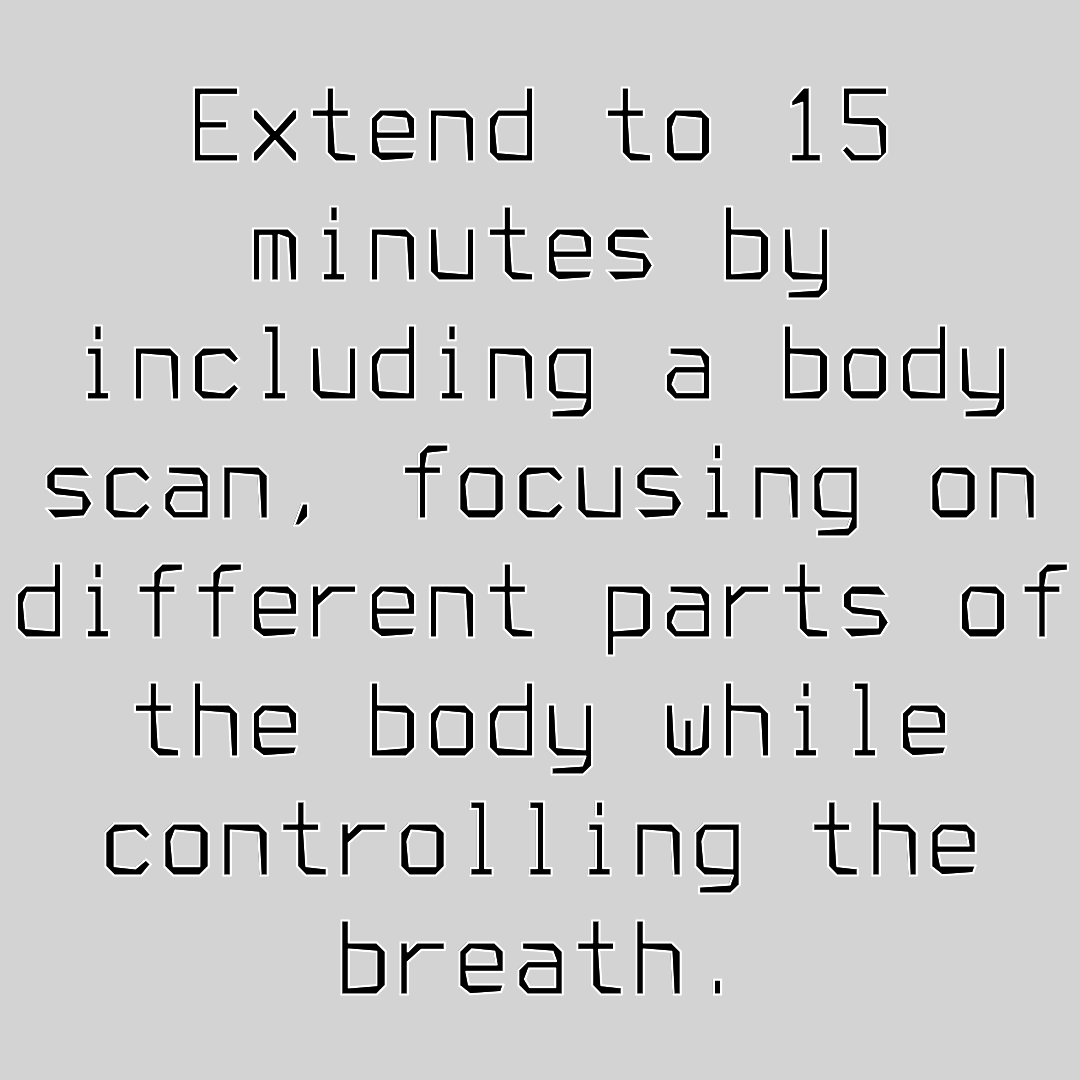 Extend to 15
minutes by
including a body
scan, focusing on
different parts of
the body while
controlling the
breath.